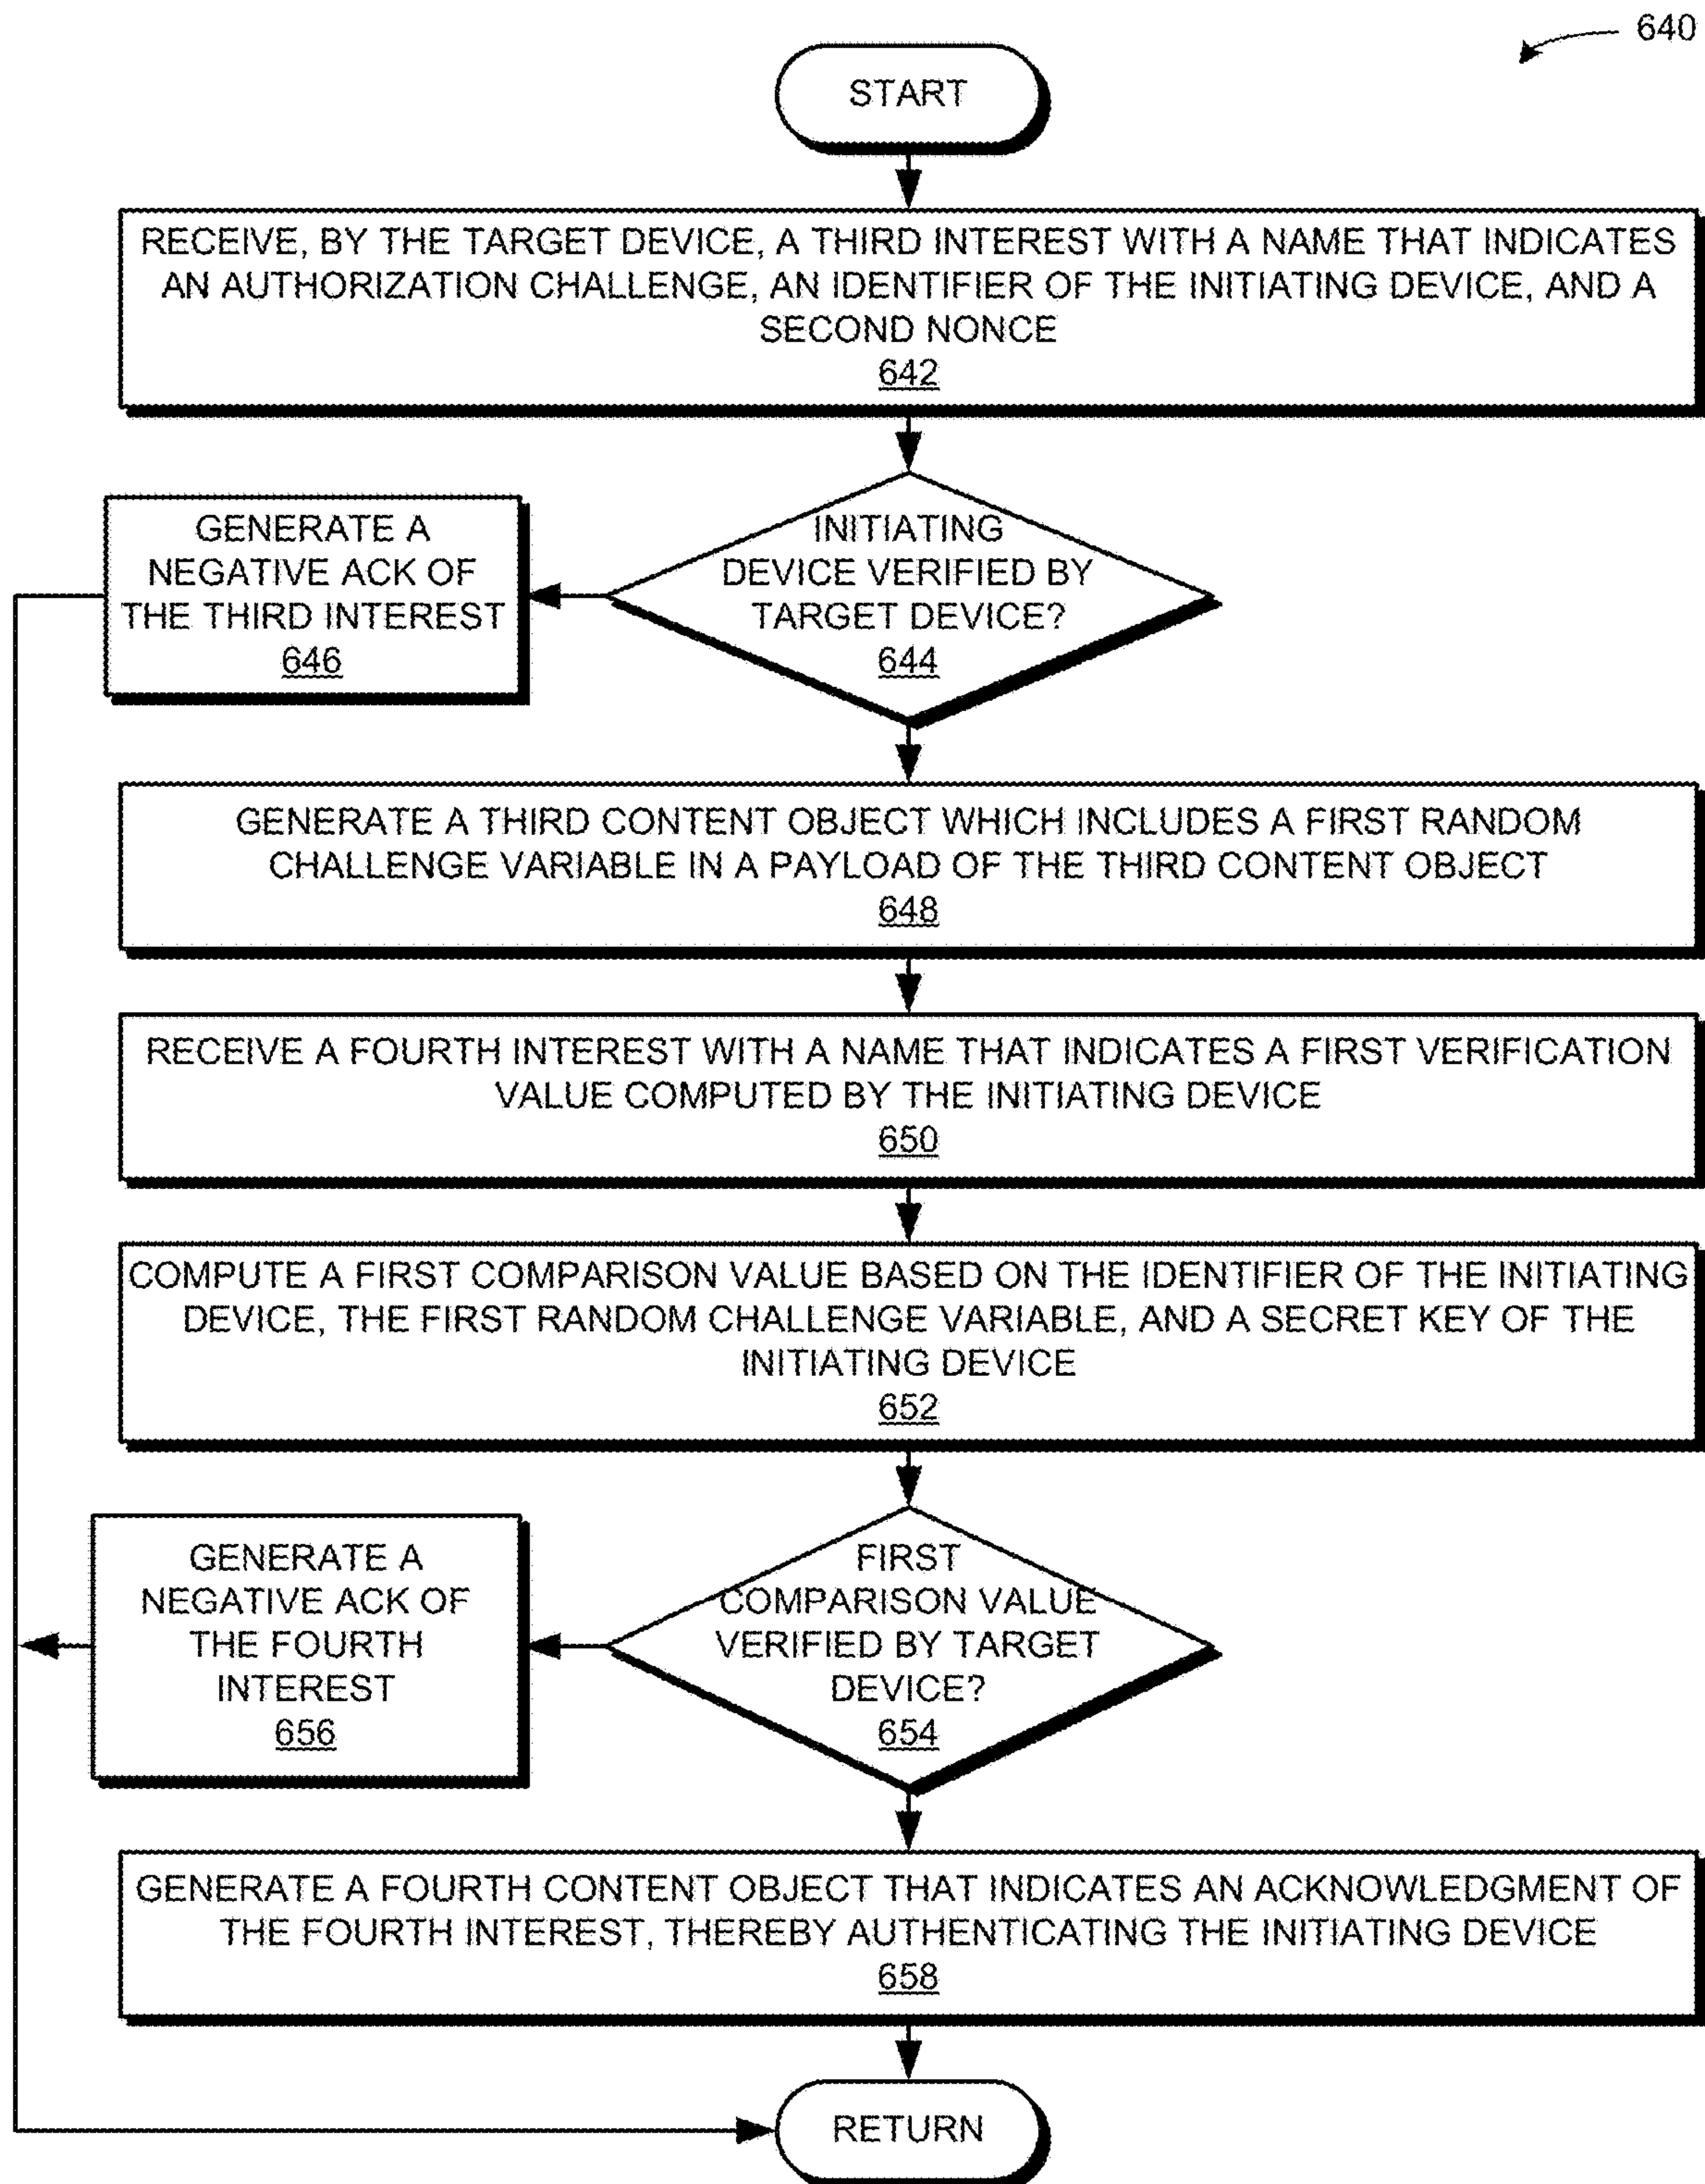 640
START
RECEIVE, BY THE TARGET DEVICE, A THIRD INTEREST WITH A NAME THAT INDICATES
AN AUTHORIZATION CHALLENGE, AN IDENTIFIER OF THE INITIATING DEVICE, AND A
SECOND NONCE
642
GENERATE A
NEGATIVE ACK OF
THE THIRD INTEREST
646
INITIATING
DEVICE VERIFIED BY
TARGET DEVICE?
644
GENERATE A THIRD CONTENT OBJECT WHICH INCLUDES A FIRST RANDOM
CHALLENGE VARIABLE IN A PAYLOAD OF THE THIRD CONTENT OBJECT
648
RECEIVE A FOURTH INTEREST WITH A NAME THAT INDICATES A FIRST VERIFICATION
VALUE COMPUTED BY THE INITIATING DEVICE
650
COMPUTE A FIRST COMPARISON VALUE BASED ON THE IDENTIFIER OF THE INITIATING
DEVICE, THE FIRST RANDOM CHALLENGE VARIABLE, AND A SECRET KEY OF THE
INITIATING DEVICE
652
GENERATE A
NEGATIVE ACK OF
THE FOURTH
INTEREST
656
FIRST
COMPARISON VALUE
VERIFIED BY TARGET
DEVICE?
654
GENERATE A FOURTH CONTENT OBJECT THAT INDICATES AN ACKNOWLEDGMENT OF
THE FOURTH INTEREST, THEREBY AUTHENTICATING THE INITIATING DEVICE
658
RETURN